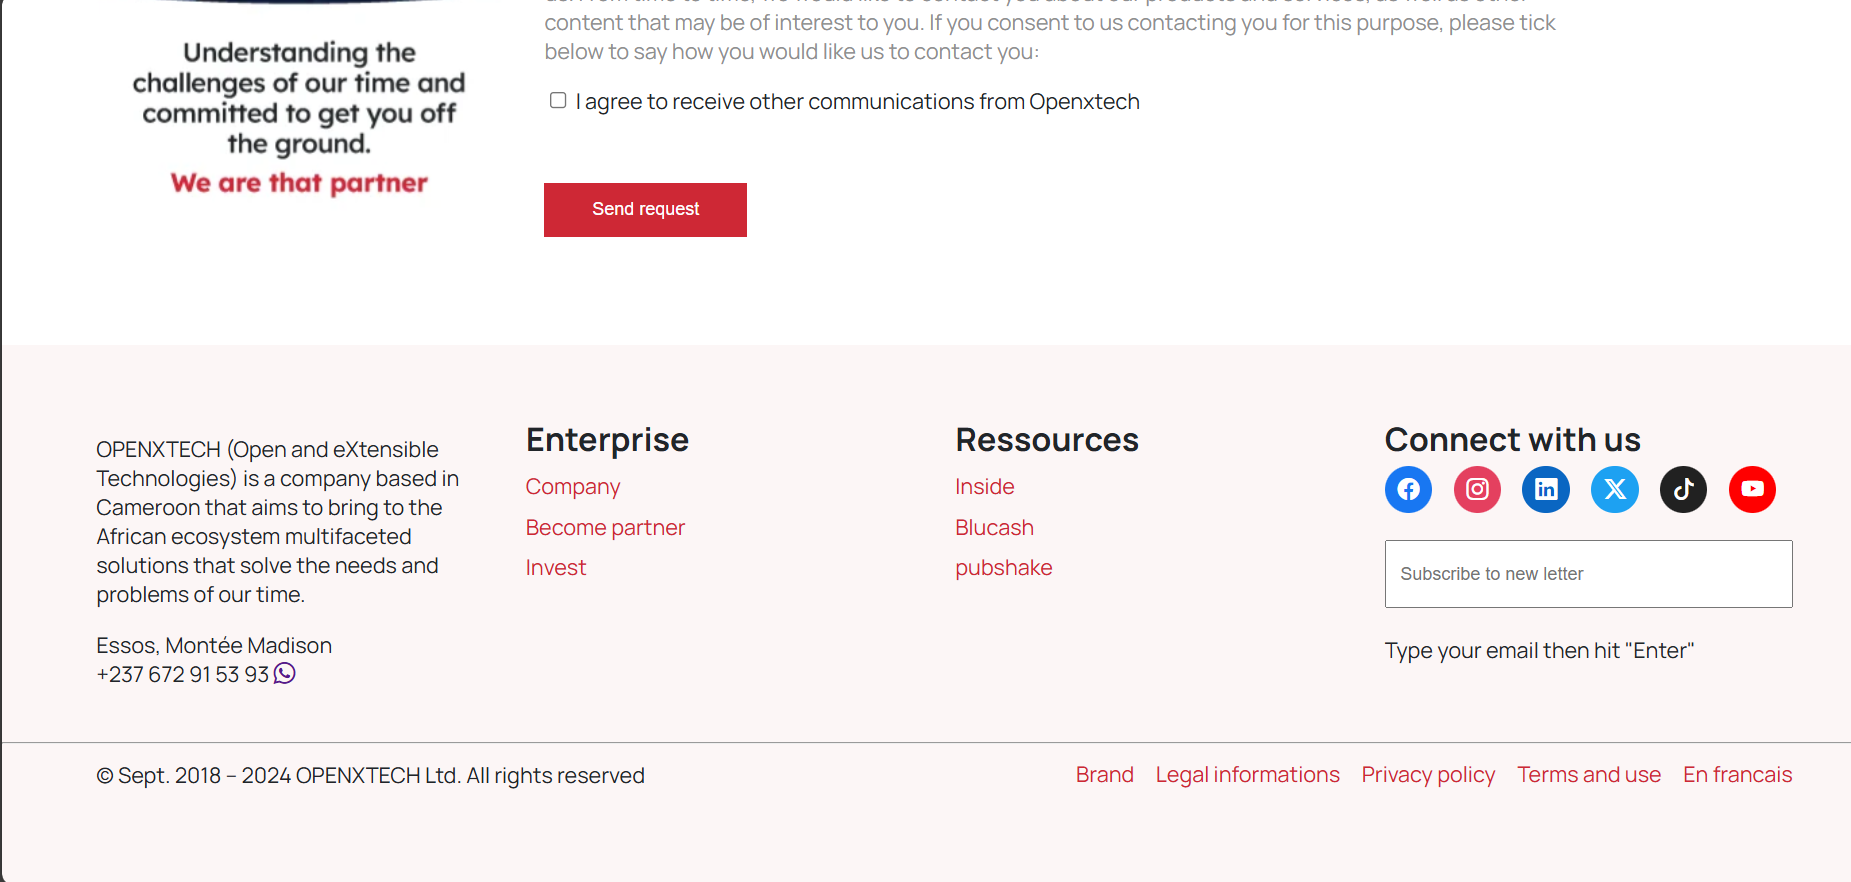 Understanding the
challenges of our time and
committed to get you off
the ground.
We are that partner
content that may be of interest to you. If you consent to us contacting you for this purpose, please tick
below to say how you would like us to contact you:
I agree to receive other communications from Openxtech
Send request
OPENXTECH (Open and eXtensible
Technologies) is a company based in
Cameroon that aims to bring to the
African ecosystem multifaceted
solutions that solve the needs and
problems of our time.
Essos, Montée Madison
+237 672 91 53 93
Enterprise
Company
Become partner
Invest
Ressources
Inside
Blucash
pubshake
Connect with us
Subscribe to new letter
Type your email then hit "Enter"
© Sept. 2018 – 2024 OPENXTECH Ltd. All rights reserved
Brand Legal informations Privacy policy Terms and use En francais